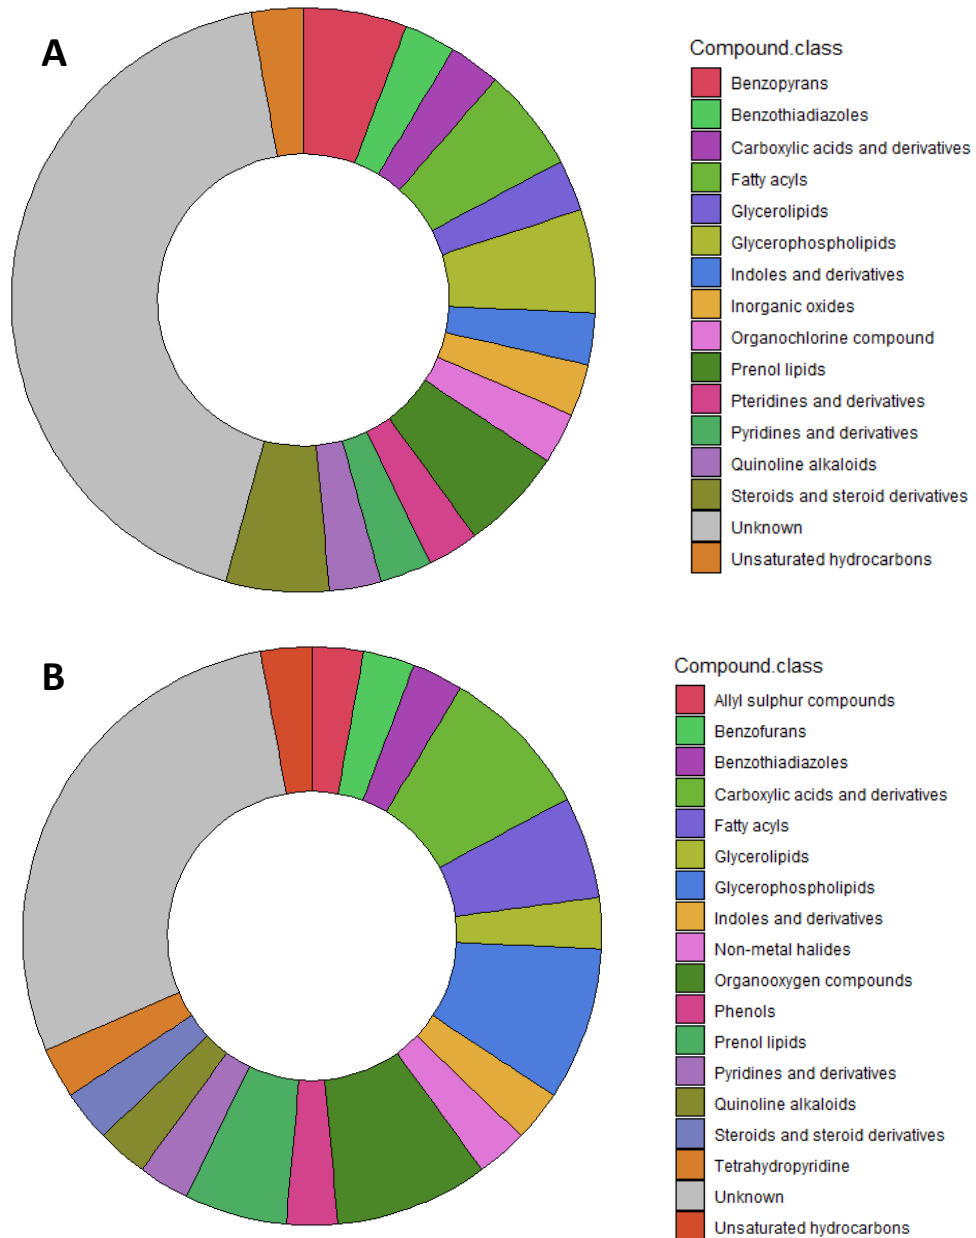 A
Compound.class
Benzopyrans
Benzothiadiazoles
Carboxylic acids and derivatives
Fatty acyls
Glycerolipids
Glycerophospholipids
Indoles and derivatives
Inorganic oxides
Organochlorine compound
Prenol lipids
Pteridines and derivatives
Pyridines and derivatives
Quinoline alkaloids
Steroids and steroid derivatives
Unknown
Unsaturated hydrocarbons
B
Compound.class
Allyl sulphur compounds
Benzofurans
Benzothiadiazoles
Carboxylic acids and derivatives
Fatty acyls
Glycerolipids
Glycerophospholipids
Indoles and derivatives
Non-metal halides
Organooxygen compounds
Phenols
Prenol lipids
Pyridines and derivatives
Quinoline alkaloids
Steroids and steroid derivatives
Tetrahydropyridine
Unknown
Unsaturated hydrocarbons